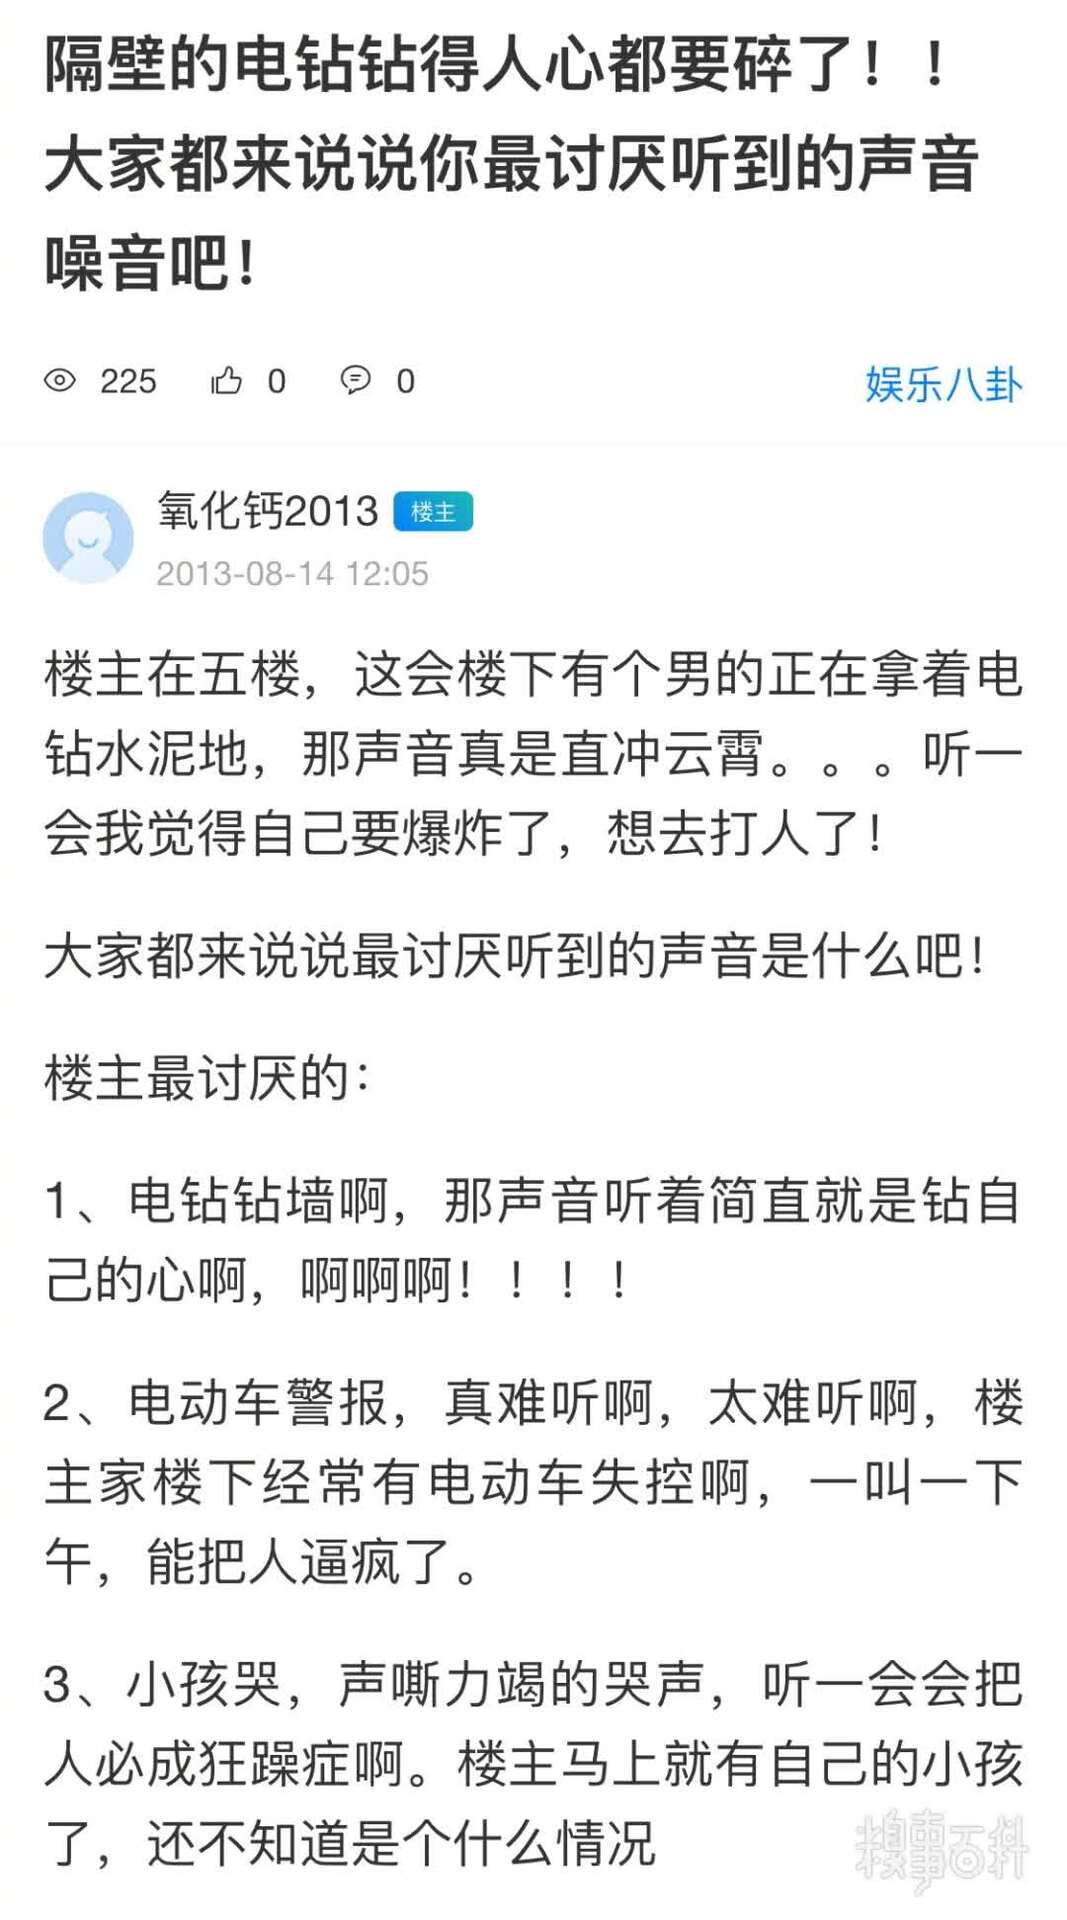 隔壁的电钻钻得人心都要碎了！！
大家都来说说你最讨厌听到的声音
噪音吧！
225 0 0 娱乐八卦
氧化钙2013 楼主
2013-08-14 12:05
楼主在五楼，这会楼下有个男的正在拿着电
钻水泥地，那声音真是直冲云霄。。。听一
会我觉得自己要爆炸了，想去打人了！
大家都来说说最讨厌听到的声音是什么吧！
楼主最讨厌的：
1、电钻钻墙啊，那声音听着简直就是钻自
己的心啊，啊啊啊！！！！
2、电动车警报，真难听啊，太难听啊，楼
主家楼下经常有电动车失控啊，一叫一下
午，能把人逼疯了。
3、小孩哭，声嘶力竭的哭声，听一会会把
人必成狂躁症啊。楼主马上就有自己的小孩
了，还不知道是个什么情况
糗事百科